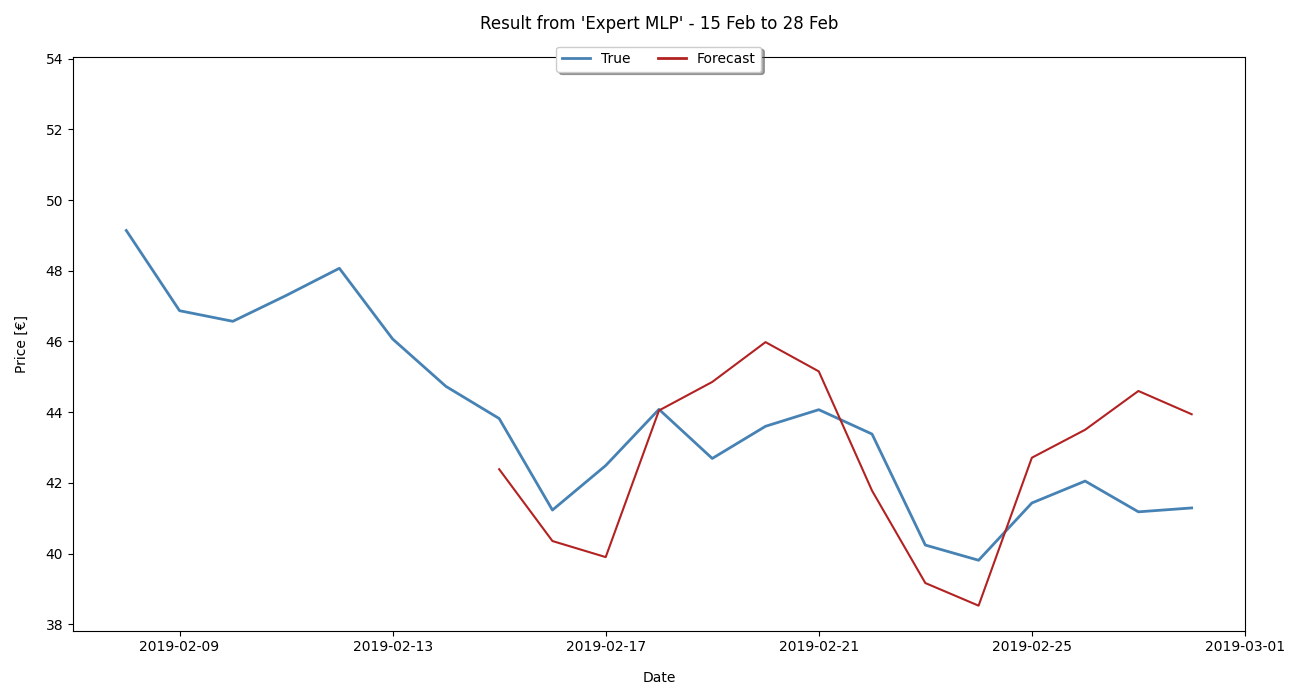 Result from 'Expert MLP' - 15 Feb to 28 Feb
True Forecast
54
52
50
48
46
44
42
40
38
Price [€]
2019-02-09 2019-02-13 2019-02-17 2019-02-21 2019-02-25 2019-03-01
Date